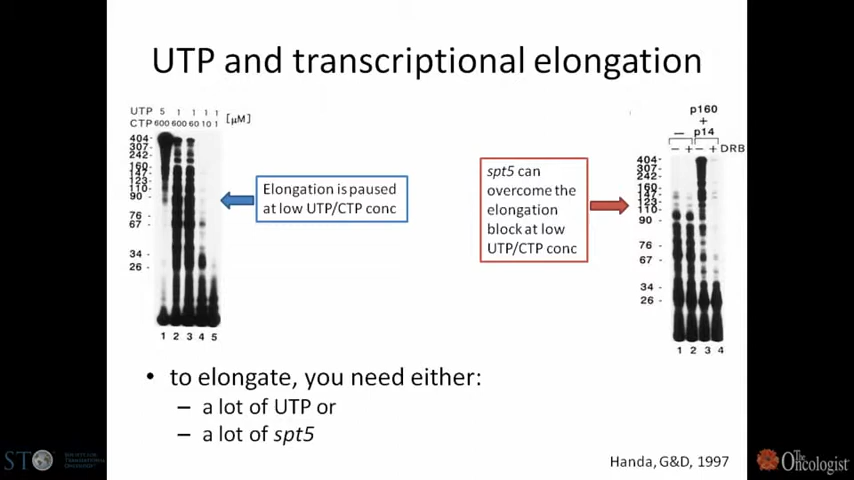 UTP and transcriptional elongation
UTP 5 1 1 1 1
CTP 600 600 60 10 1 [μM]
404
307
242
160
147
123
110
90
76
67
34
26
1 2 3 4 5
Elongation is paused
at low UTP/CTP conc
spt5 can
overcome the
elongation
block at low
UTP/CTP conc
p160
+
– p14
– + – + DRB
404
307
242
160
147
123
110
90
76
67
34
26
1 2 3 4
• to elongate, you need either:
– a lot of UTP or
– a lot of spt5
Handa, G&D, 1997
STO
The
Oncologist